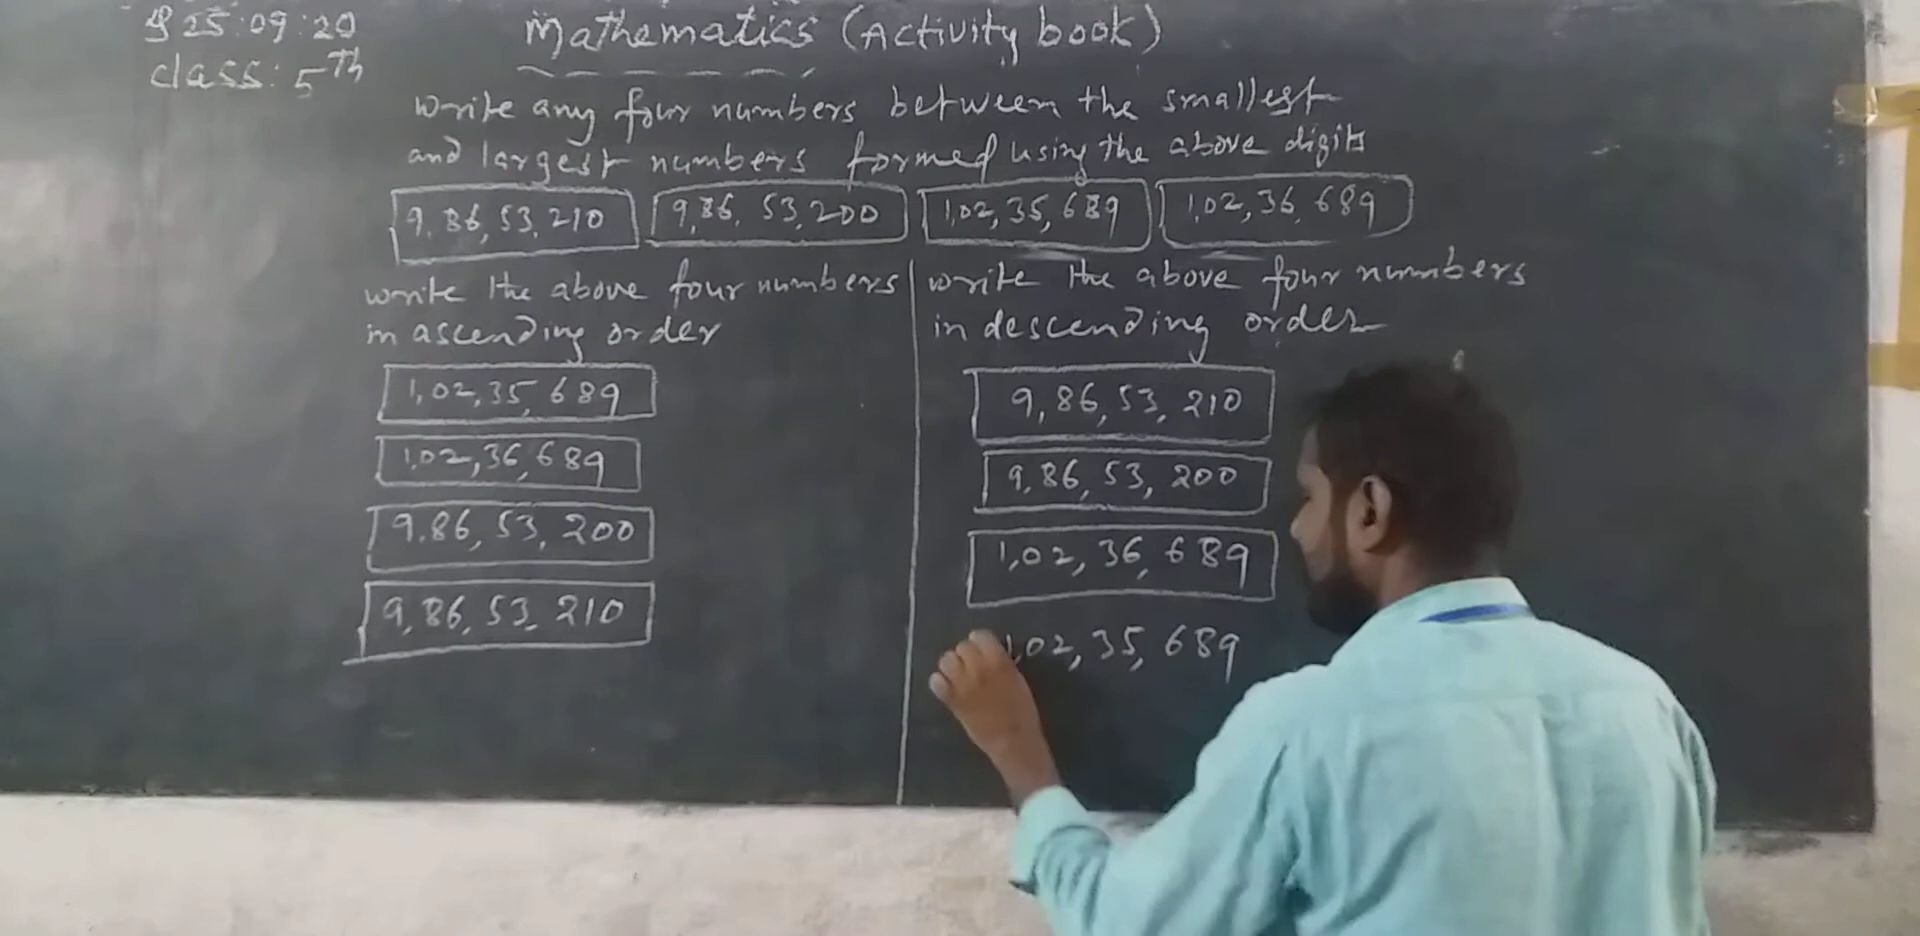 25:09:20
class: 5th
Mathematics (Activity book)
write any four numbers between the smallest
and largest numbers formed using the above digits
9,86,53,210 9,86,53,200 1,02,35,689 1,02,36,689
write the above four numbers
in ascending order
1,02,35,689
1,02,36,689
9.86,53,200
9,86,53,210
write the above four numbers
in descending order
9,86,53,210
9,86,53,200
1,02,36,689
1,02,35,689